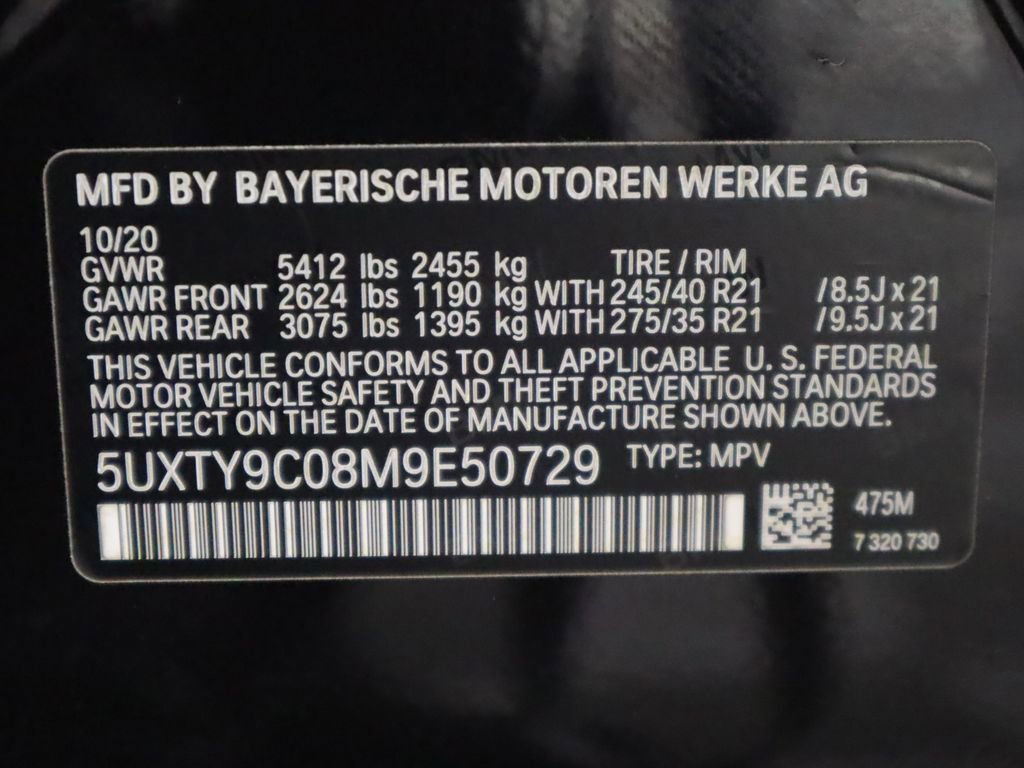 MFD BY BAYERISCHE MOTOREN WERKE AG
10/20
GVWR 5412 lbs 2455 kg TIRE / RIM
GAWR FRONT 2624 lbs 1190 kg WITH 245/40 R21 /8.5J x 21
GAWR REAR 3075 lbs 1395 kg WITH 275/35 R21 /9.5J x 21
THIS VEHICLE CONFORMS TO ALL APPLICABLE U. S. FEDERAL
MOTOR VEHICLE SAFETY AND THEFT PREVENTION STANDARDS
IN EFFECT ON THE DATE OF MANUFACTURE SHOWN ABOVE.
5UXTY9C08M9E50729 TYPE: MPV
475M
7 320 730